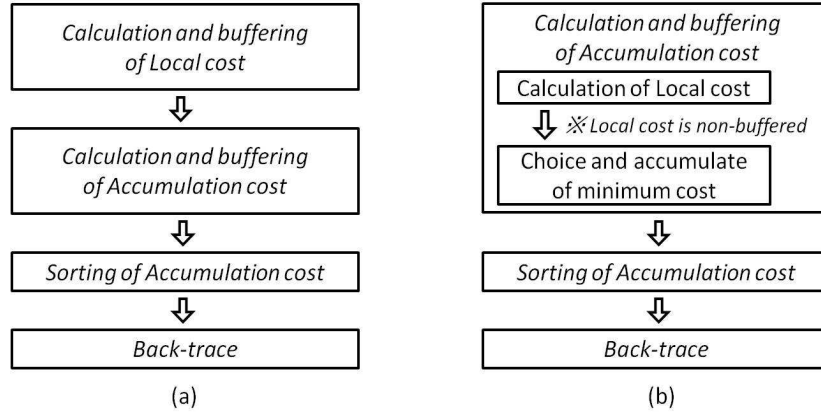 Calculation and buffering
of Local cost
Calculation and buffering
of Accumulation cost
Sorting of Accumulation cost
Back-trace
(a)
Calculation and buffering
of Accumulation cost
Calculation of Local cost
※ Local cost is non-buffered
Choice and accumulate
of minimum cost
Sorting of Accumulation cost
Back-trace
(b)